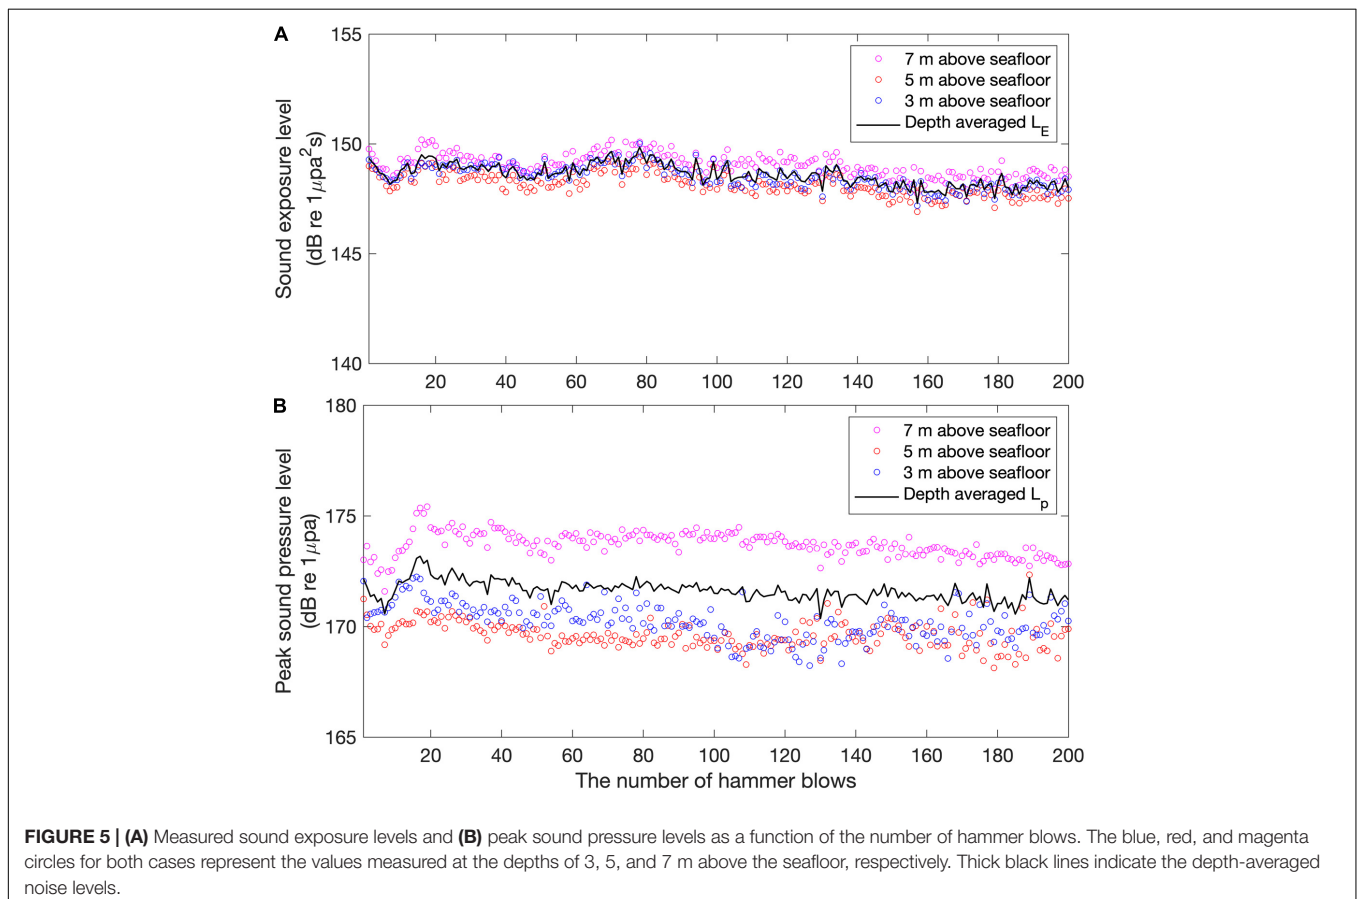 A
155
150
145
140
Sound exposure level
(dB re 1μpa²s)
7 m above seafloor
5 m above seafloor
3 m above seafloor
Depth averaged L_E
20 40 60 80 100 120 140 160 180 200
B
180
175
170
165
Peak sound pressure level
(dB re 1μpa)
7 m above seafloor
5 m above seafloor
3 m above seafloor
Depth averaged L_p
20 40 60 80 100 120 140 160 180 200
The number of hammer blows
FIGURE 5 | (A) Measured sound exposure levels and (B) peak sound pressure levels as a function of the number of hammer blows. The blue, red, and magenta
circles for both cases represent the values measured at the depths of 3, 5, and 7 m above the seafloor, respectively. Thick black lines indicate the depth-averaged
noise levels.